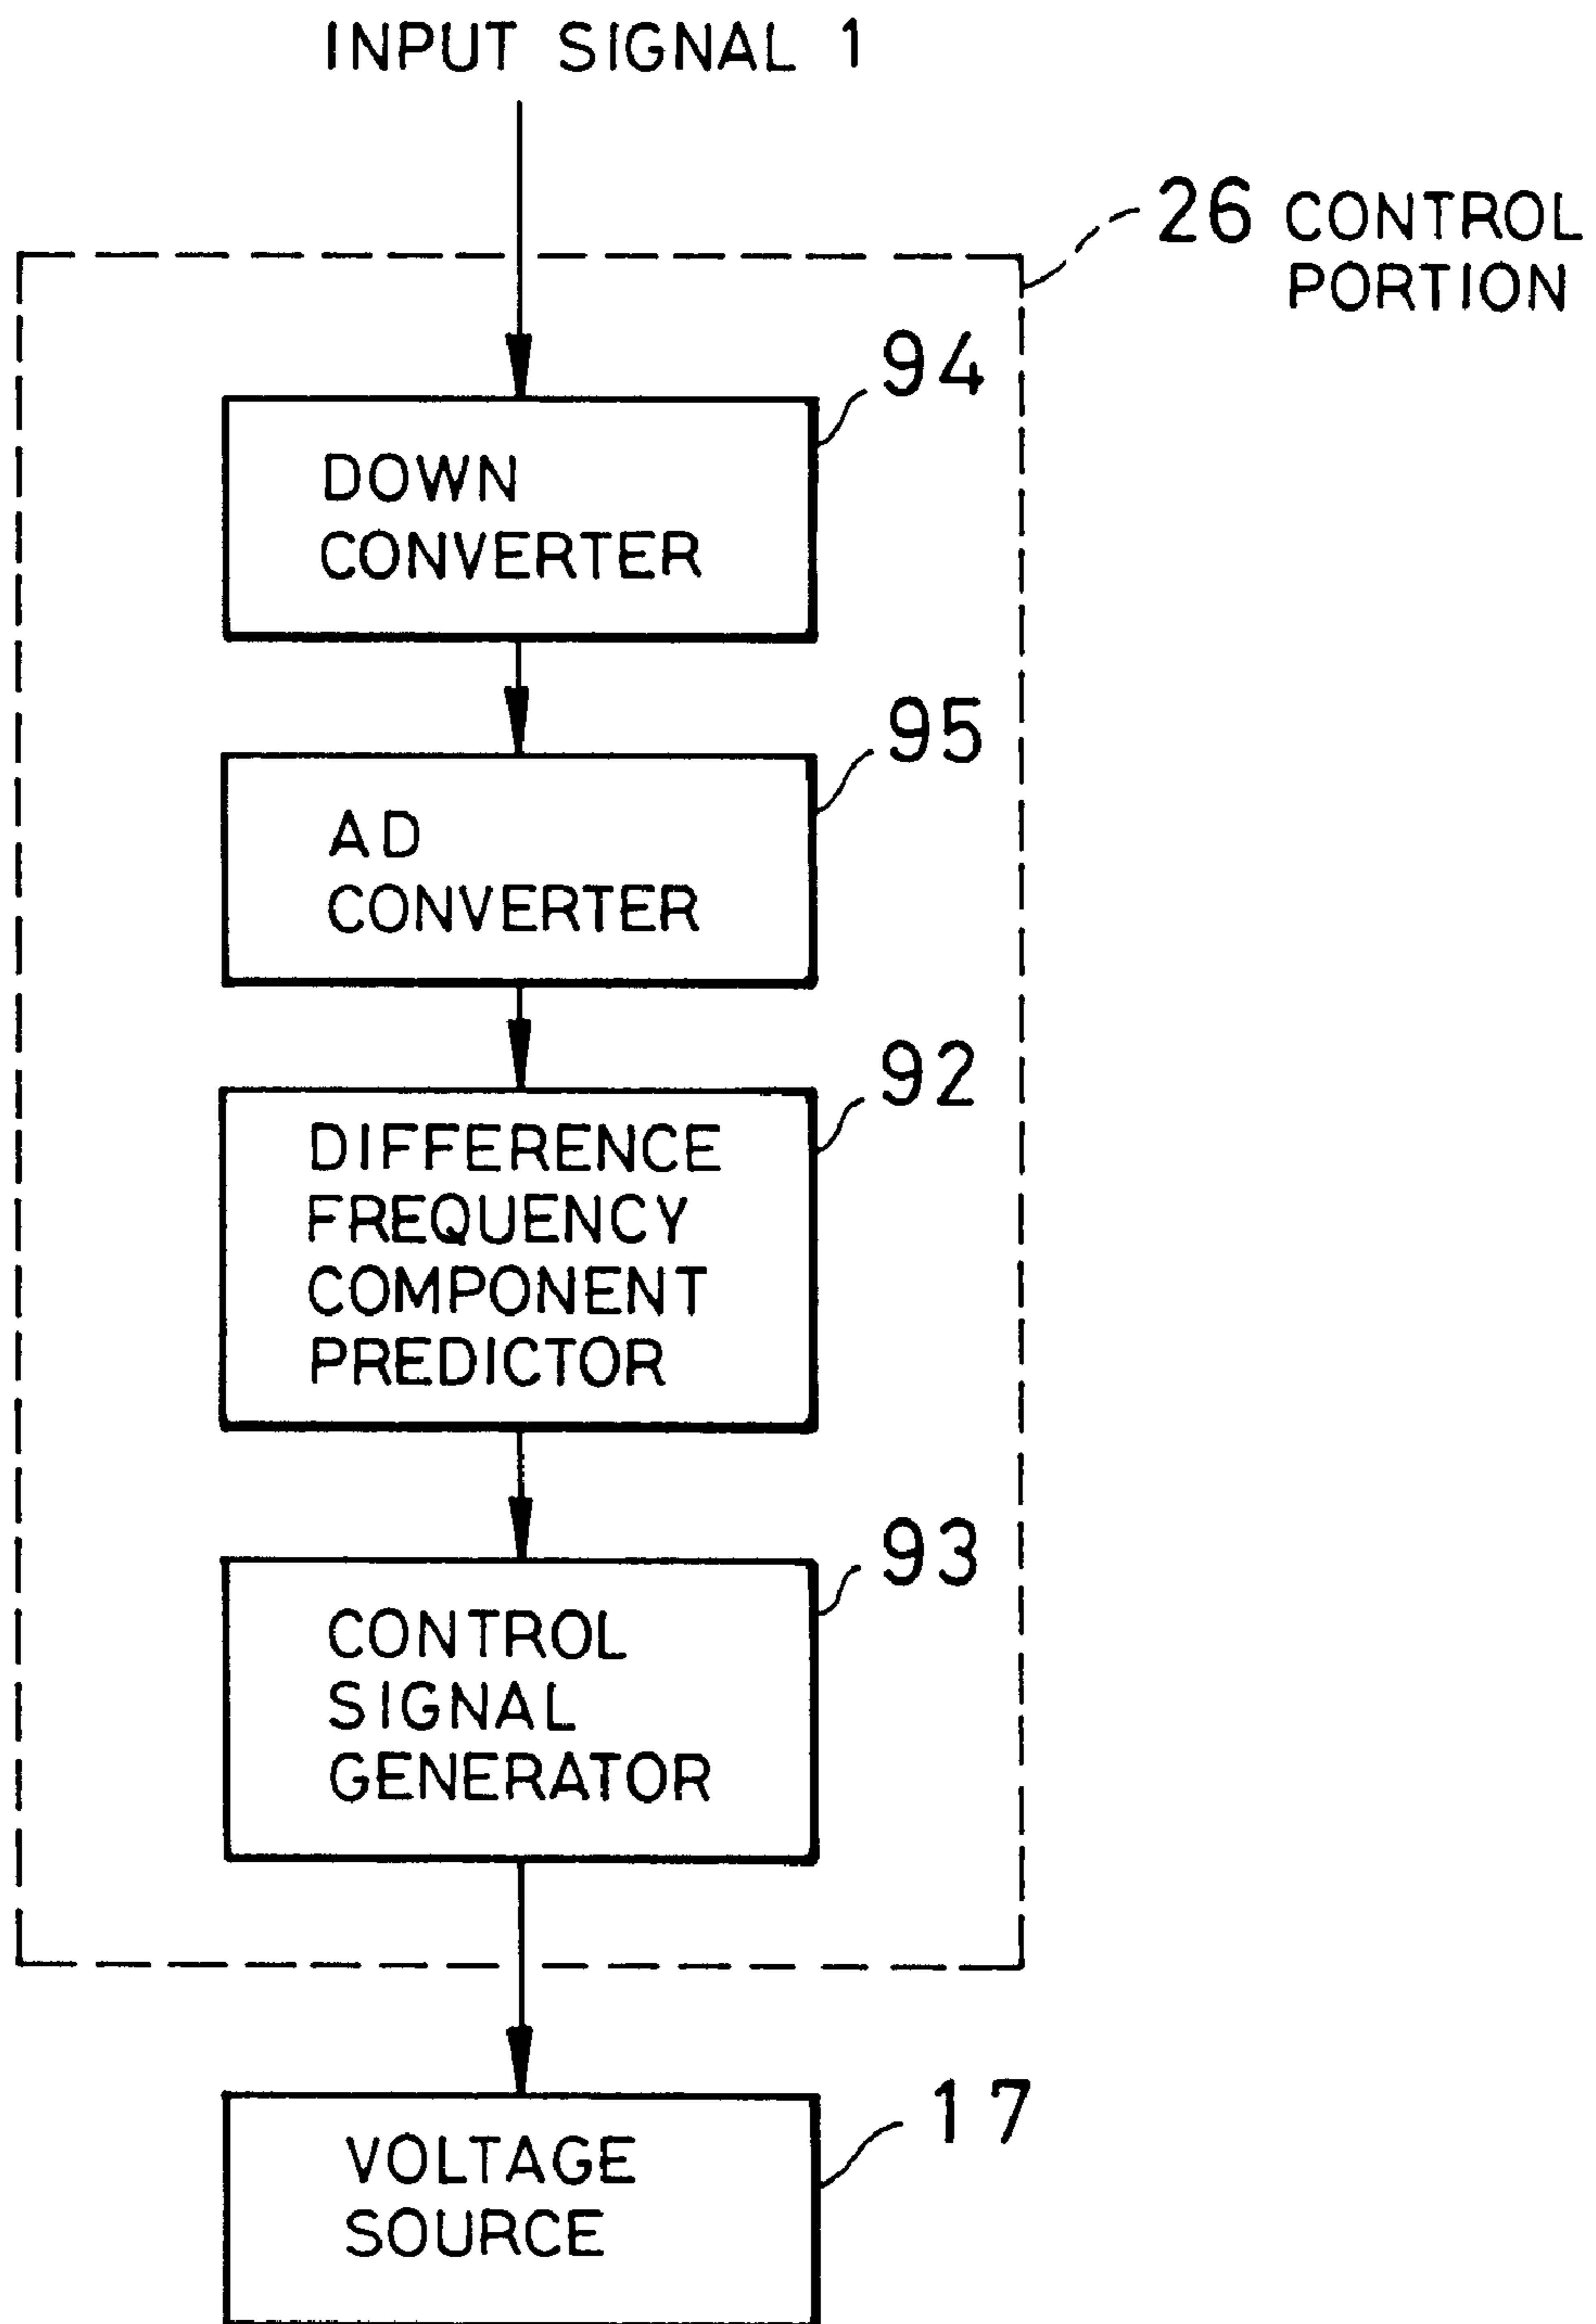 INPUT SIGNAL 1
26 CONTROL
PORTION
94
DOWN
CONVERTER
95
AD
CONVERTER
92
DIFFERENCE
FREQUENCY
COMPONENT
PREDICTOR
93
CONTROL
SIGNAL
GENERATOR
17
VOLTAGE
SOURCE